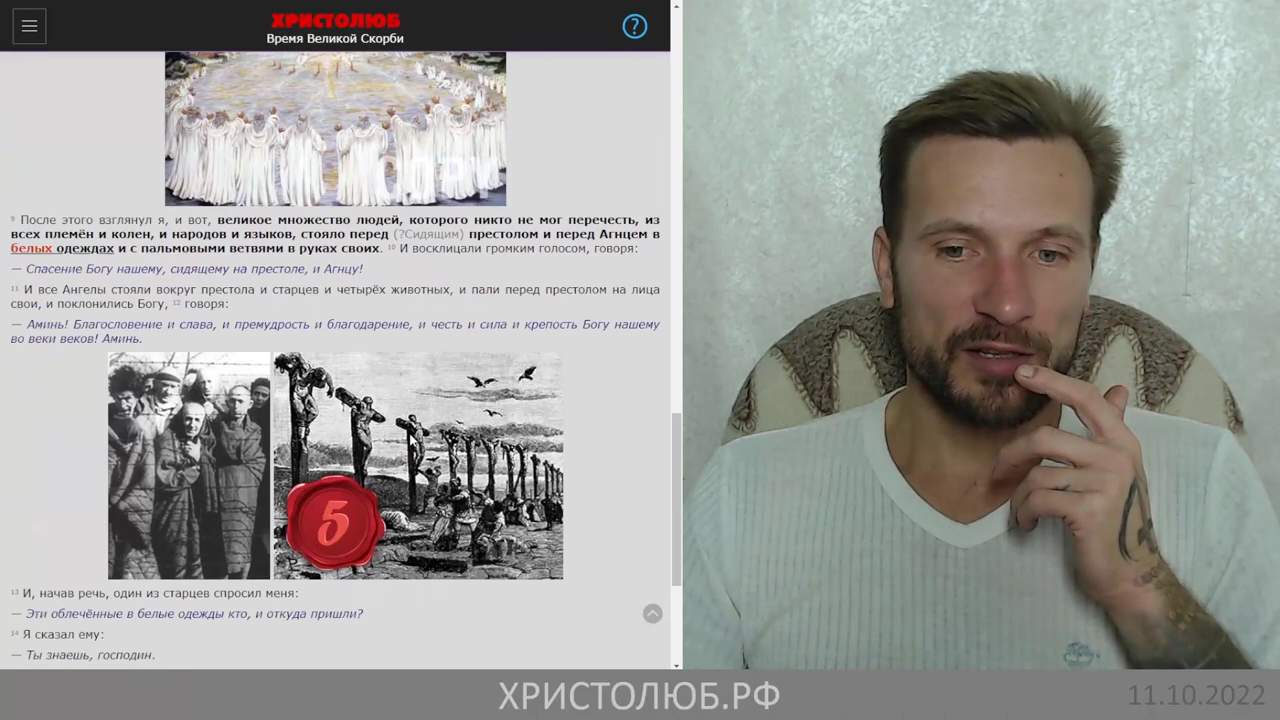 ХРИСТОЛЮБ
Время Великой Скорби
?
9 После этого взглянул я, и вот, великое множество людей, которого никто не мог перечесть, из
всех племён и колен, и народов и языков, стояло перед (?Сидящим) престолом и перед Агнцем в
белых одеждах и с пальмовыми ветвями в руках своих. 10 И восклицали громким голосом, говоря:
— Спасение Богу нашему, сидящему на престоле, и Агнцу!
11 И все Ангелы стояли вокруг престола и старцев и четырёх животных, и пали перед престолом на лица
свои, и поклонились Богу, 12 говоря:
— Аминь! Благословение и слава, и премудрость и благодарение, и честь и сила и крепость Богу нашему
во веки веков! Аминь.
5
13 И, начав речь, один из старцев спросил меня:
— Эти облечённые в белые одежды кто, и откуда пришли?
14 Я сказал ему:
— Ты знаешь, господин.
ХРИСТОЛЮБ.РФ
11.10.2022